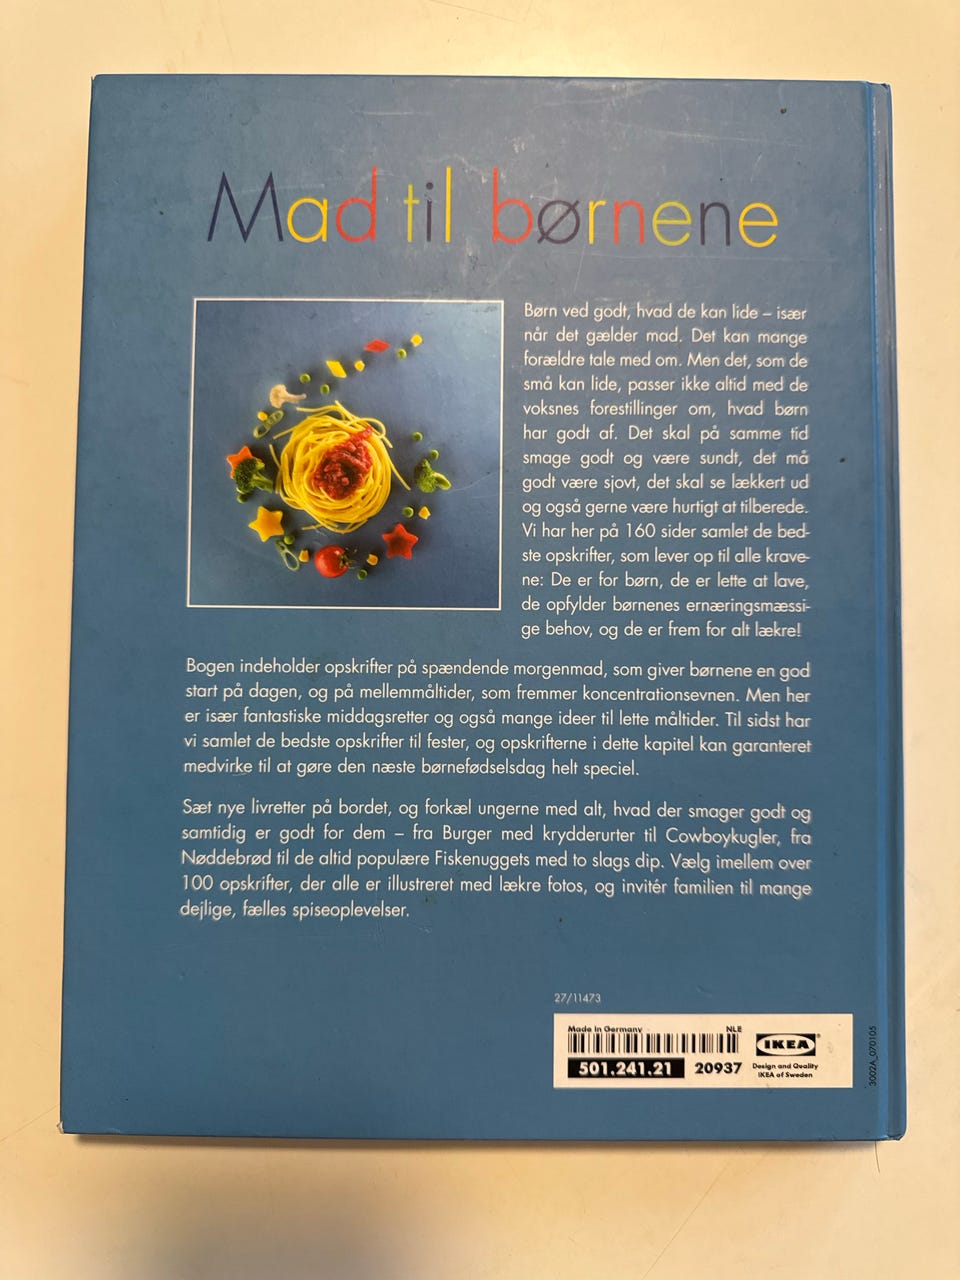 Mad til børnene
Børn ved godt, hvad de kan lide – især
når det gælder mad. Det kan mange
forældre tale med om. Men det, som de
små kan lide, passer ikke altid med de
voksnes forestillinger om, hvad børn
har godt af. Det skal på samme tid
smage godt og være sundt, det må
godt være sjovt, det skal se lækkert ud
og også gerne være hurtigt at tilberede.
Vi har her på 160 sider samlet de bed-
ste opskrifter, som lever op til alle krave-
ne: De er for børn, de er lette at lave,
de opfylder børnenes ernæringsmæssi-
ge behov, og de er frem for alt lækre!
Bogen indeholder opskrifter på spændende morgenmad, som giver børnene en god
start på dagen, og på mellemmåltider, som fremmer koncentrationsevnen. Men her
er især fantastiske middagsretter og også mange ideer til lette måltider. Til sidst har
vi samlet de bedste opskrifter til fester, og opskrifterne i dette kapitel kan garanteret
medvirke til at gøre den næste børnefødselsdag helt speciel.
Sæt nye livretter på bordet, og forkæl ungerne med alt, hvad der smager godt og
samtidig er godt for dem – fra Burger med krydderurter til Cowboykugler, fra
Nøddebrød til de altid populære Fiskenuggets med to slags dip. Vælg imellem over
100 opskrifter, der alle er illustreret med lækre fotos, og invitér familien til mange
dejlige, fælles spiseoplevelser.
27/11473
Made in Germany NLE
501.241.21 20937
IKEA
Design and Quality
IKEA of Sweden
3002A_070105